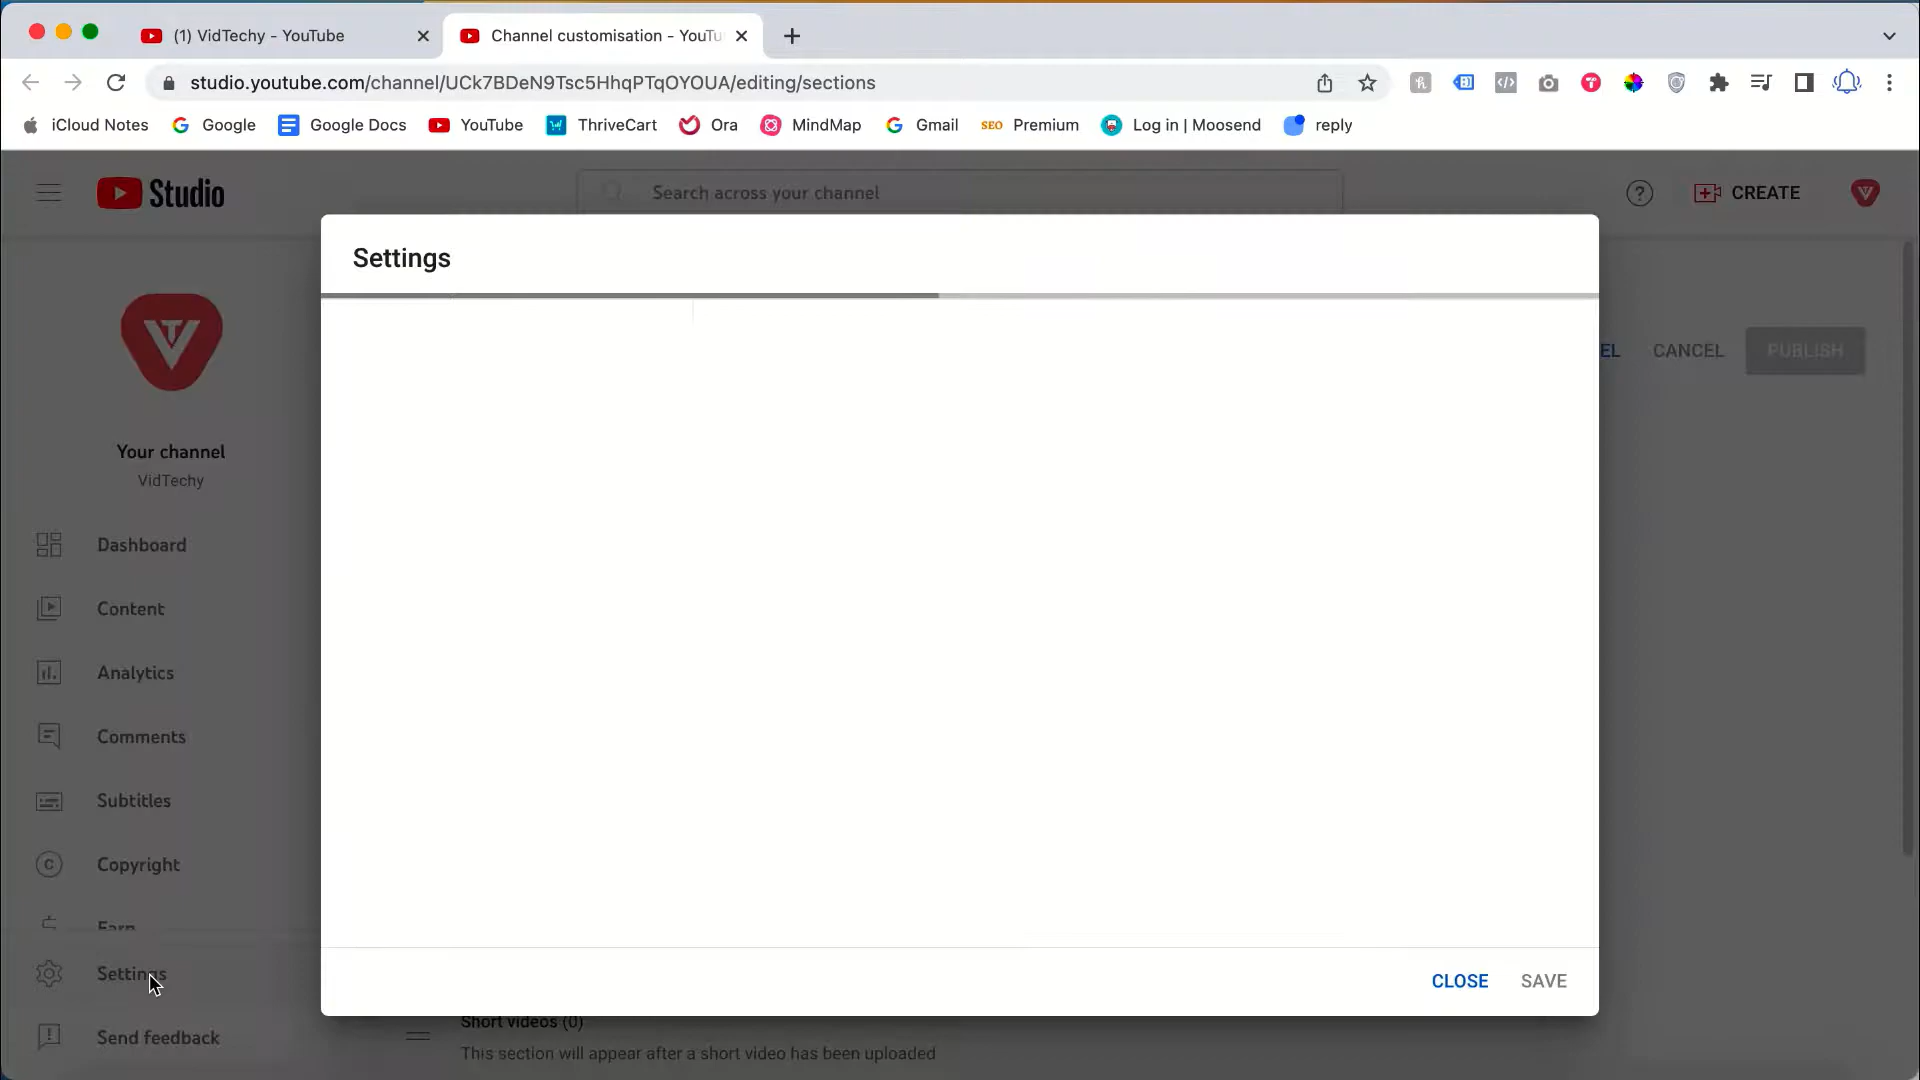 (1) VidTechy - YouTube
Channel customisation - YouTu
studio.youtube.com/channel/UCk7BDeN9Tsc5HhqPTqOYOUA/editing/sections
iCloud Notes
Google
Google Docs
YouTube
ThriveCart
Ora
MindMap
Gmail
SEO Premium
Log in | Moosend
reply
Studio
Search across your channel
CREATE
Settings
EL
CANCEL
PUBLISH
Your channel
VidTechy
Dashboard
Content
Analytics
Comments
Subtitles
Copyright
Earn
Settings
Send feedback
CLOSE
SAVE
Short videos (0)
This section will appear after a short video has been uploaded